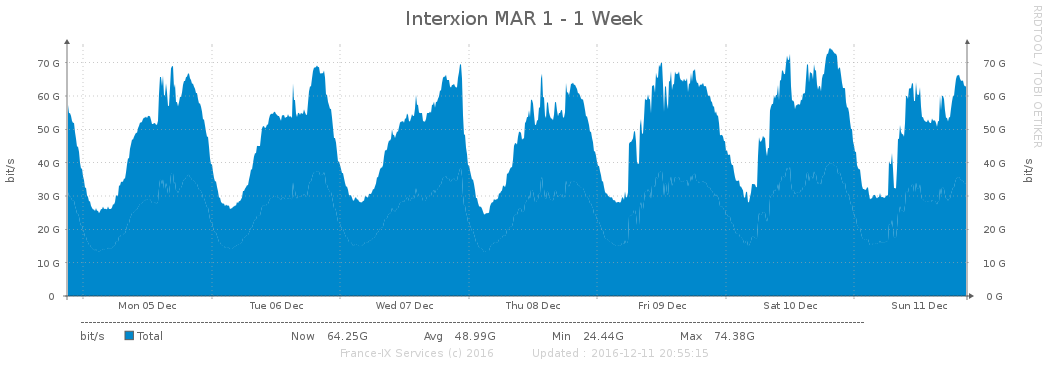 Interxion MAR 1 - 1 Week
RRDTOOL / TOBI OETIKER
bit/s
bit/s
70 G 70 G
60 G 60 G
50 G 50 G
40 G 40 G
30 G 30 G
20 G 20 G
10 G 10 G
0 0 G
Mon 05 Dec Tue 06 Dec Wed 07 Dec Thu 08 Dec Fri 09 Dec Sat 10 Dec Sun 11 Dec
bit/s Total Now 64.25G Avg 48.99G Min 24.44G Max 74.38G
France-IX Services (c) 2016 Updated : 2016-12-11 20:55:15